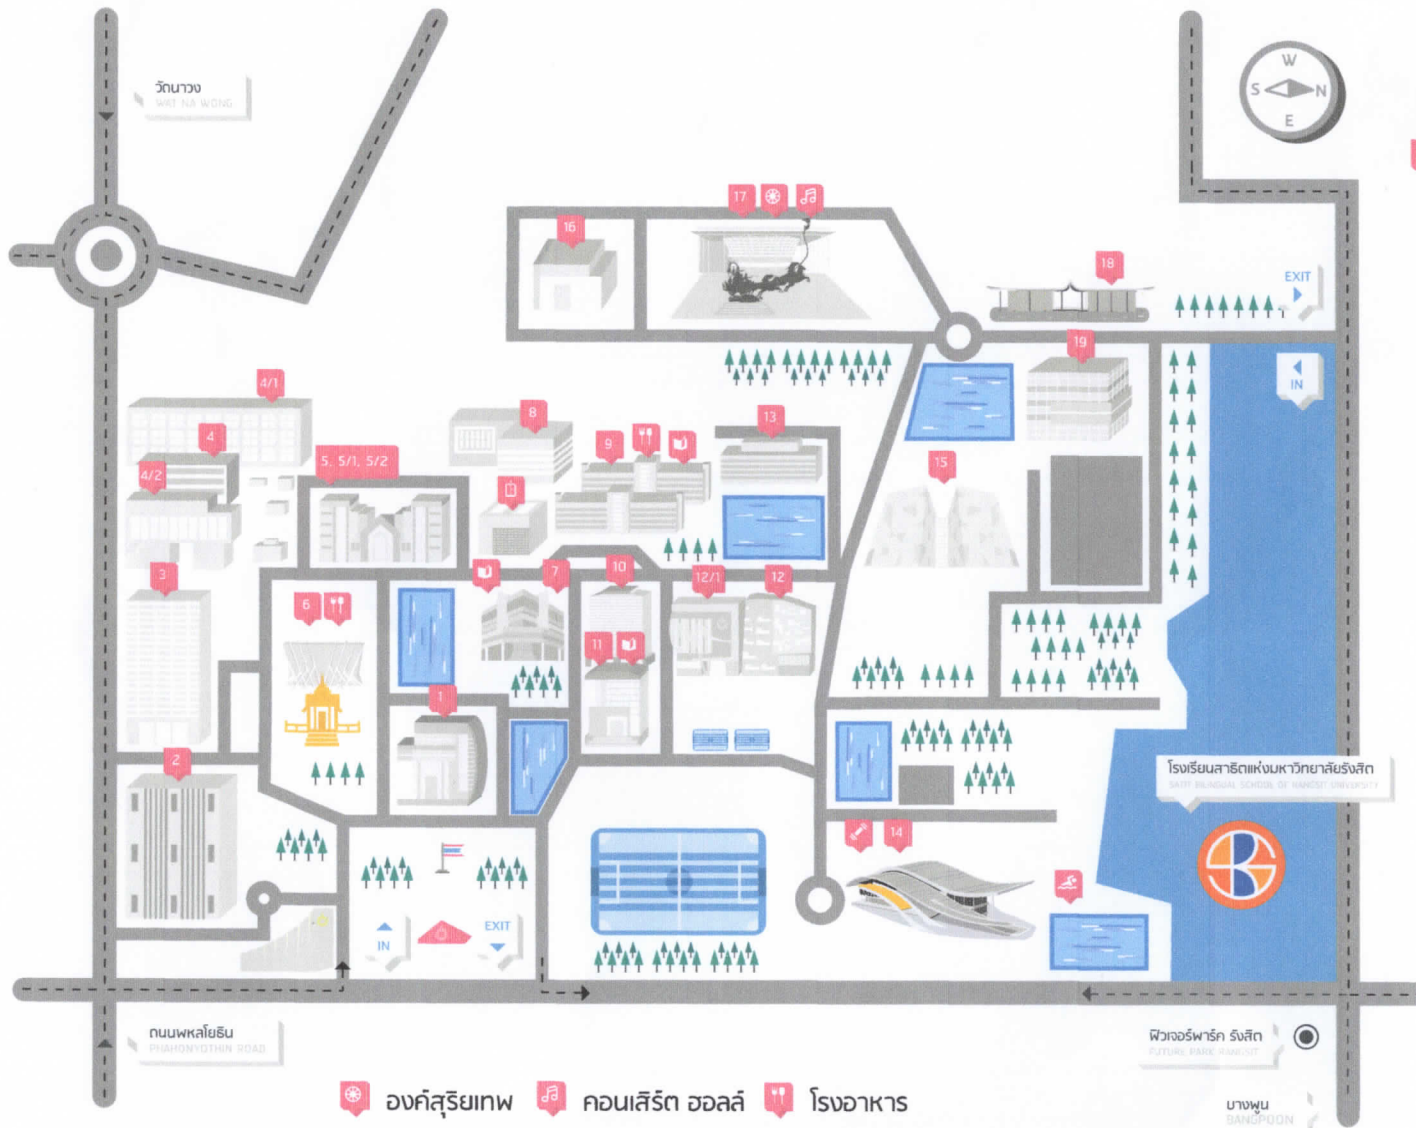 วัดนาวง
WAT NA WONG
W
S
N
E
17
16
18
EXIT
IN
19
4/1
4
4/2
5, 5/1, 5/2
8
9
13
15
3
6
7
10
12/1
12
11
1
2
โรงเรียนสาธิตแห่งมหาวิทยาลัยรังสิต
SATIT BILINGUAL SCHOOL OF RANGSIT UNIVERSITY
14
IN
EXIT
ถนนพหลโยธิน
PHAHONYOTHIN ROAD
ฟิวเจอร์พาร์ค รังสิต
FUTURE PARK RANGSIT
บางพูน
BANGPOON
องค์สุริยเทพ
คอนเสิร์ต ฮอลล์
โรงอาหาร